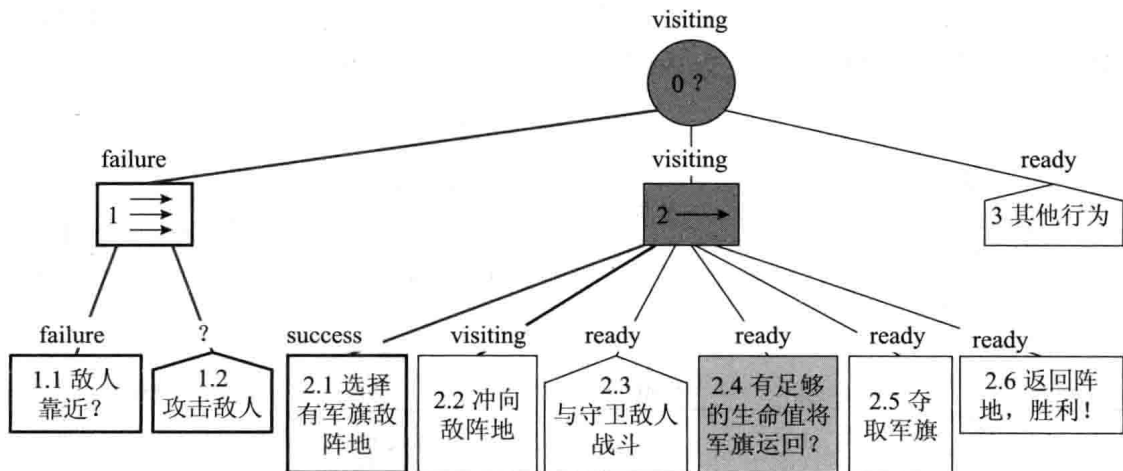 visiting
0 ?
failure
visiting
ready
1
2
3 其他行为
failure
?
success
visiting
ready
ready
ready
ready
1.1 敌人
靠近？
1.2
攻击敌人
2.1 选择
有军旗敌
阵地
2.2 冲向
敌阵地
2.3
与守卫敌人
战斗
2.4 有足够
的生命值将
军旗运回？
2.5 夺
取军旗
2.6 返回阵
地，胜利！